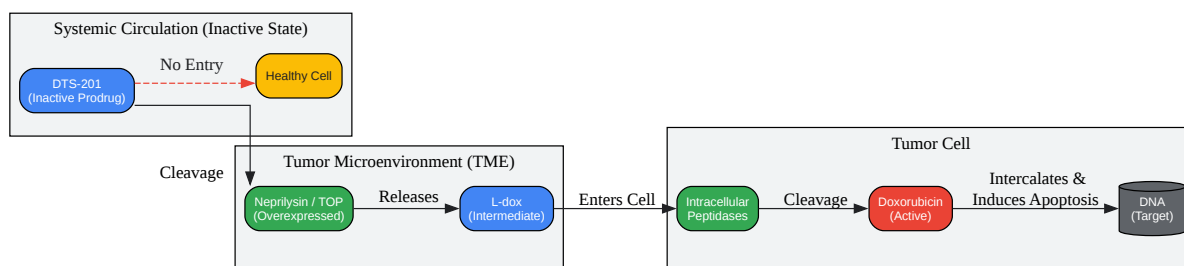 Systemic Circulation (Inactive State)
DTS-201
(Inactive Prodrug)
No Entry
Healthy Cell
Cleavage
Tumor Microenvironment (TME)
Neprilysin / TOP
(Overexpressed)
Releases
L-dox
(Intermediate)
Enters Cell
Tumor Cell
Intracellular
Peptidases
Cleavage
Doxorubicin
(Active)
Intercalates &
Induces Apoptosis
DNA
(Target)